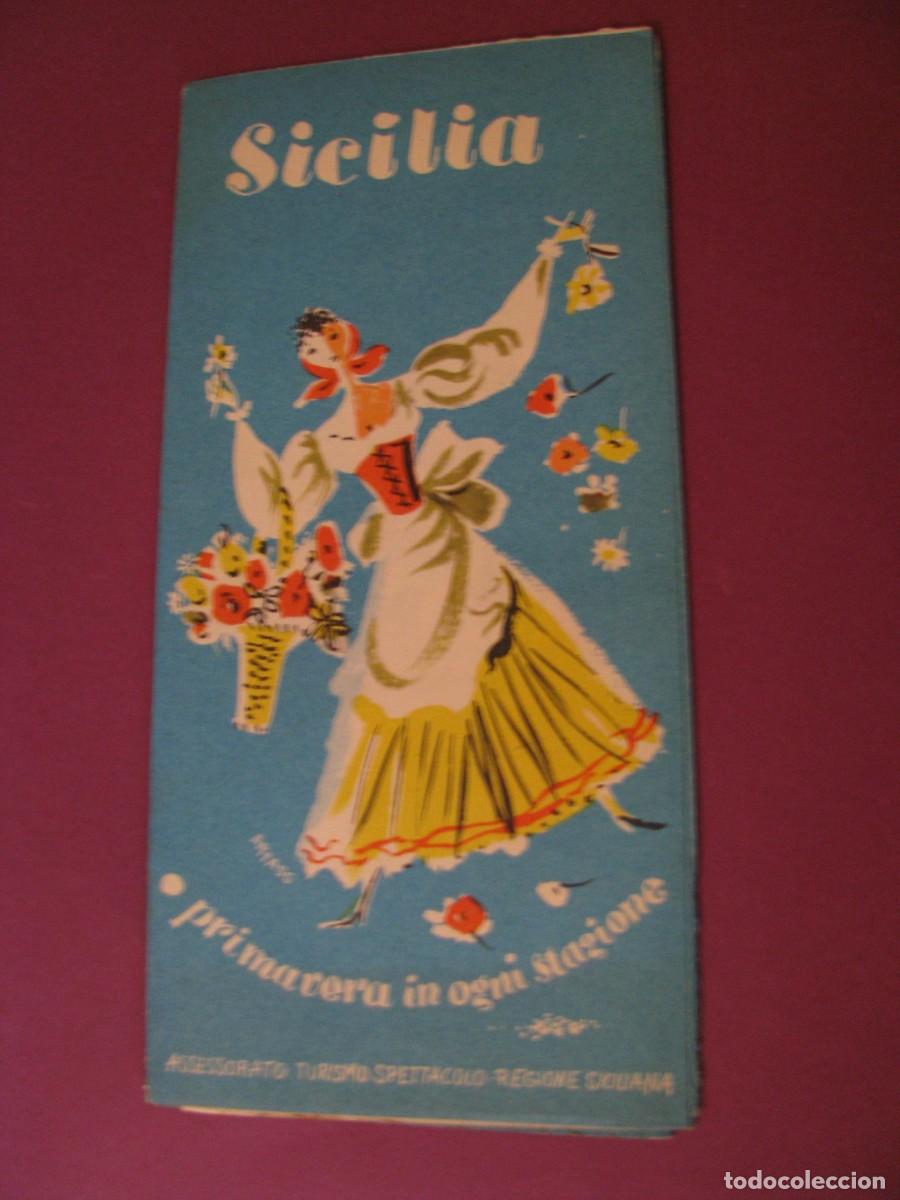 Sicilia
primavera in ogni stagione
ASSESSORATO TURISMO SPETTACOLO - REGIONE SICILIANA
todocoleccion